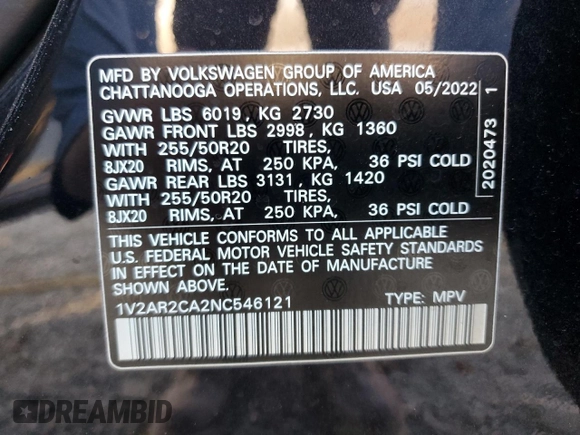 MFD BY VOLKSWAGEN GROUP OF AMERICA
CHATTANOOGA OPERATIONS, LLC. USA 05/2022
GVWR LBS 6019, KG 2730
GAWR FRONT LBS 2998, KG 1360
WITH 255/50R20 TIRES,
8JX20 RIMS, AT 250 KPA, 36 PSI COLD
GAWR REAR LBS 3131, KG 1420
WITH 255/50R20 TIRES,
8JX20 RIMS, AT 250 KPA, 36 PSI COLD
THIS VEHICLE CONFORMS TO ALL APPLICABLE
U.S. FEDERAL MOTOR VEHICLE SAFETY STANDARDS
IN EFFECT ON THE DATE OF MANUFACTURE
SHOWN ABOVE.
1V2AR2CA2NC546121 TYPE: MPV
2020473 1
DREAMBID